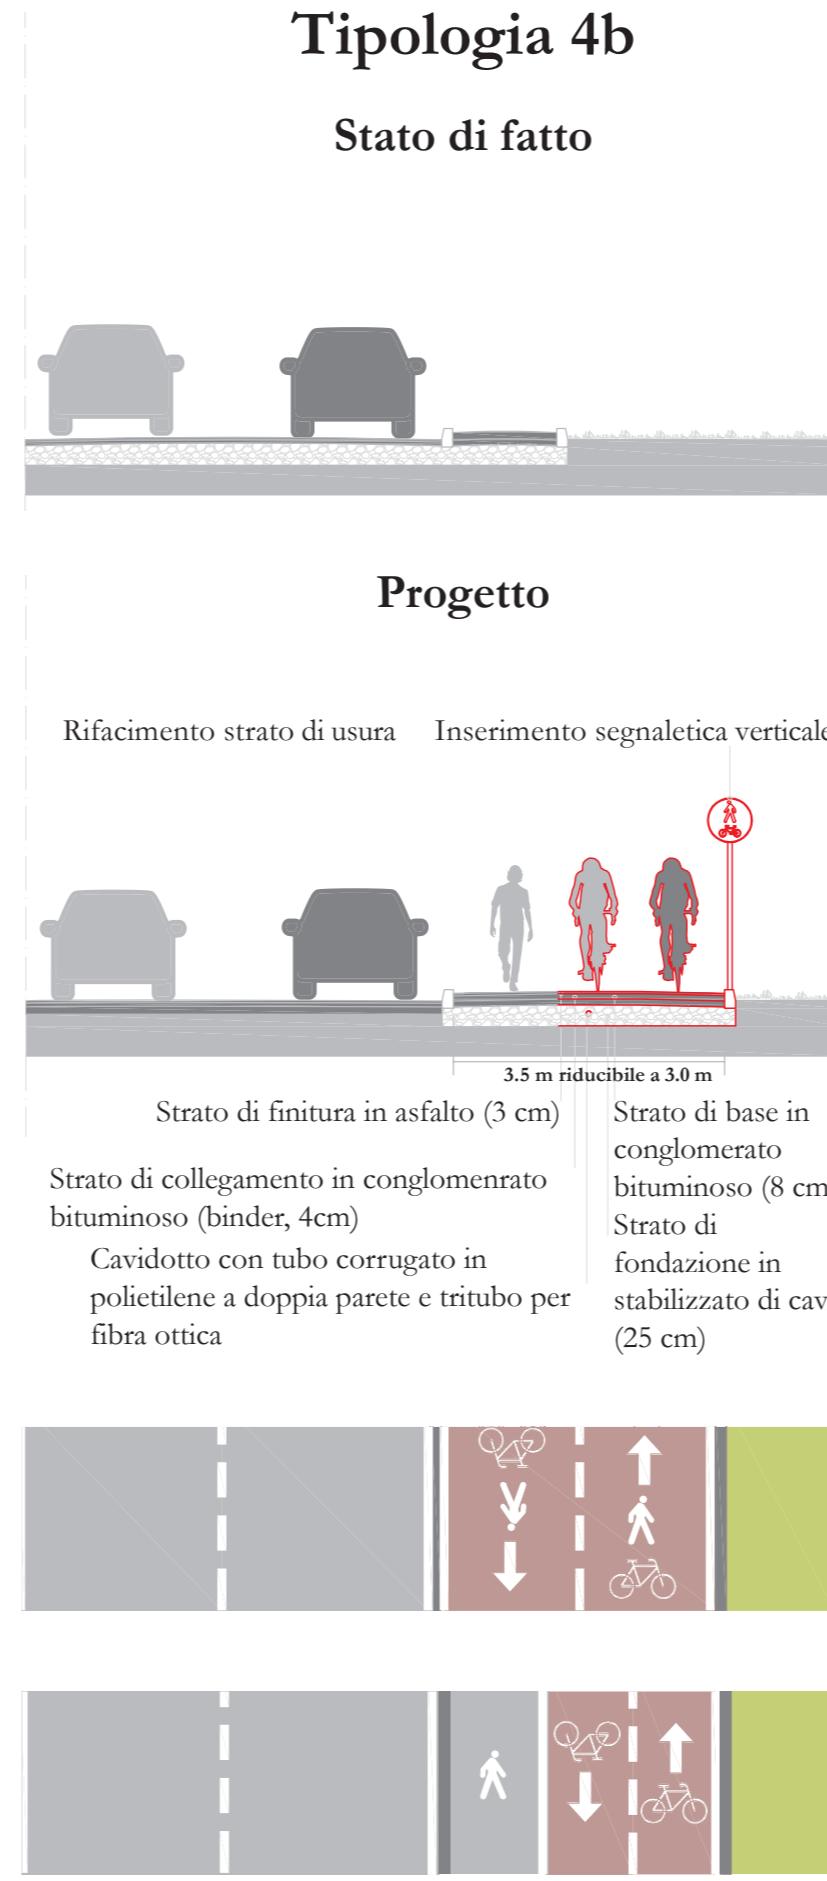 Tipologia 4b
Stato di fatto
Progetto
Rifacimento strato di usura
Inserimento segnaletica verticale
3.5 m riducibile a 3.0 m
Strato di finitura in asfalto (3 cm)
Strato di collegamento in conglomenrato
bituminoso (binder, 4cm)
Cavidotto con tubo corrugato in
polietilene a doppia parete e tritubo per
fibra ottica
Strato di base in
conglomerato
bituminoso (8 cm
Strato di
fondazione in
stabilizzato di cav
(25 cm)